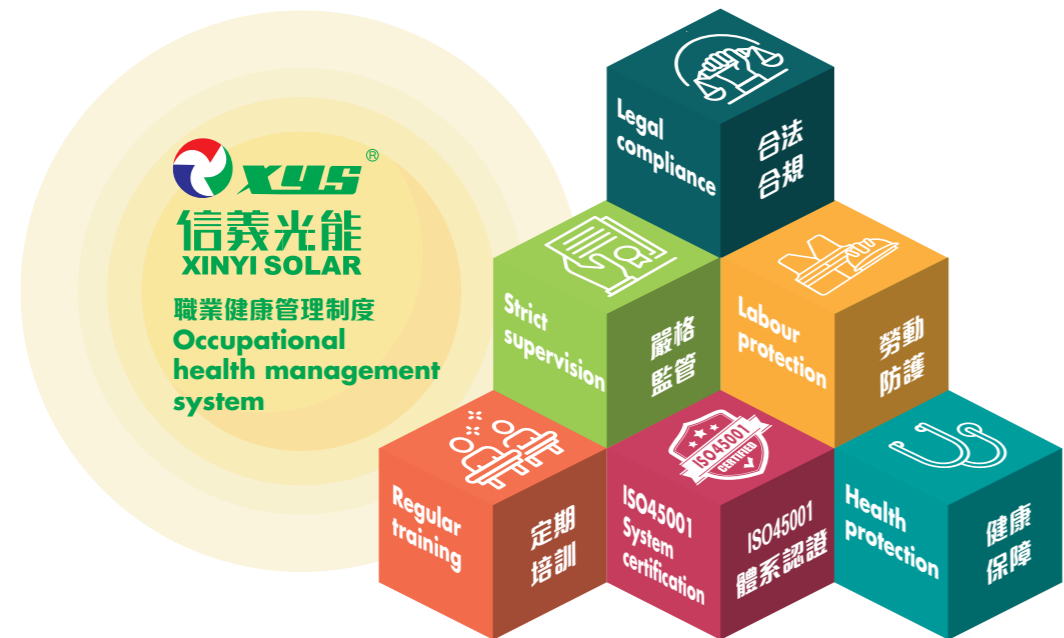 XYS®
信義光能
XINYI SOLAR
職業健康管理制度
Occupational
health management
system
Legal
compliance
合法
合規
Strict
supervision
嚴格
監管
Labour
protection
勞動
防護
Regular
training
定期
培訓
ISO45001
CERTIFIED
ISO45001
System
certification
ISO45001
體系認證
Health
protection
健康
保障